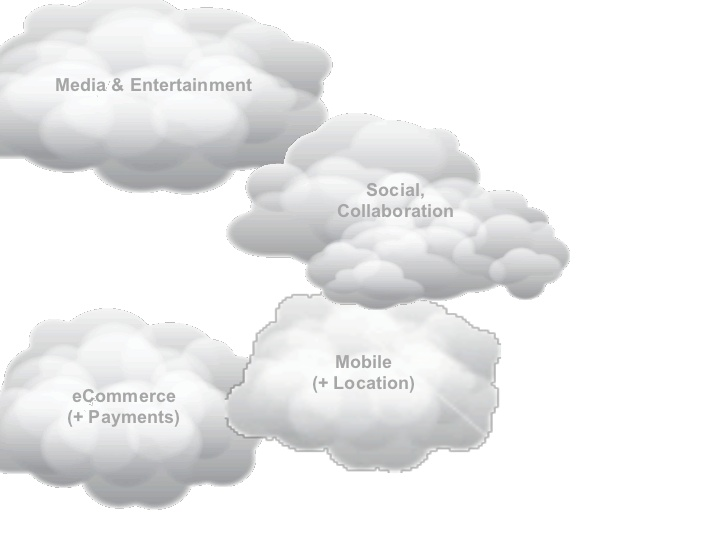 Media & Entertainment
Social,
Collaboration
Mobile
(+ Location)
eCommerce
(+ Payments)